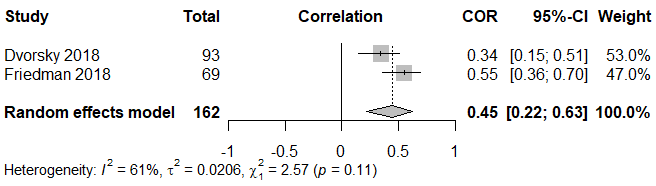 Study Total Correlation COR 95%-CI Weight
Dvorsky 2018 93 0.34 [0.15; 0.51] 53.0%
Friedman 2018 69 0.55 [0.36; 0.70] 47.0%
Random effects model 162 0.45 [0.22; 0.63] 100.0%
-1 -0.5 0 0.5 1
Heterogeneity: I² = 61%, τ² = 0.0206, χ²₁ = 2.57 (p = 0.11)